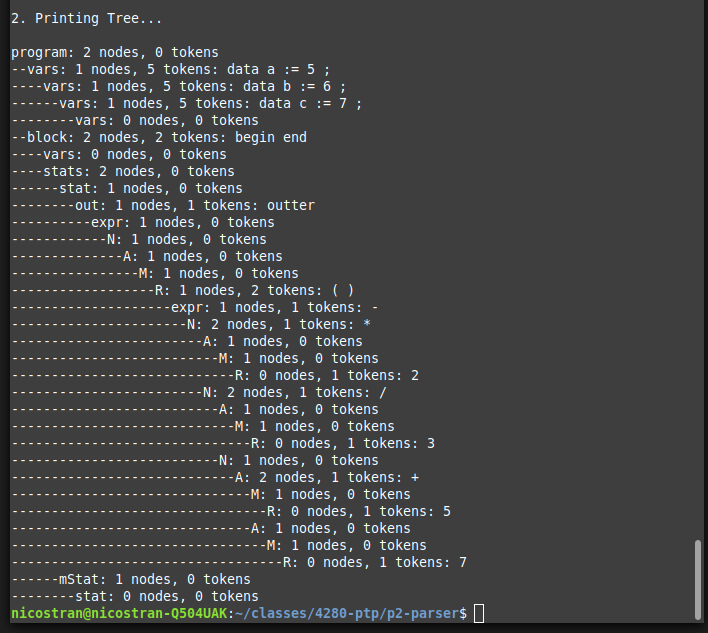 2. Printing Tree...
program: 2 nodes, 0 tokens
--vars: 1 nodes, 5 tokens: data a := 5 ;
----vars: 1 nodes, 5 tokens: data b := 6 ;
------vars: 1 nodes, 5 tokens: data c := 7 ;
--------vars: 0 nodes, 0 tokens
--block: 2 nodes, 2 tokens: begin end
----vars: 0 nodes, 0 tokens
----stats: 2 nodes, 0 tokens
------stat: 1 nodes, 0 tokens
--------out: 1 nodes, 1 tokens: outter
----------expr: 1 nodes, 0 tokens
------------N: 1 nodes, 0 tokens
--------------A: 1 nodes, 0 tokens
----------------M: 1 nodes, 0 tokens
------------------R: 1 nodes, 2 tokens: ( )
--------------------expr: 1 nodes, 1 tokens: -
----------------------N: 2 nodes, 1 tokens: *
------------------------A: 1 nodes, 0 tokens
--------------------------M: 1 nodes, 0 tokens
----------------------------R: 0 nodes, 1 tokens: 2
------------------------N: 2 nodes, 1 tokens: /
--------------------------A: 1 nodes, 0 tokens
----------------------------M: 1 nodes, 0 tokens
------------------------------R: 0 nodes, 1 tokens: 3
--------------------------N: 1 nodes, 0 tokens
----------------------------A: 2 nodes, 1 tokens: +
------------------------------M: 1 nodes, 0 tokens
--------------------------------R: 0 nodes, 1 tokens: 5
------------------------------A: 1 nodes, 0 tokens
--------------------------------M: 1 nodes, 0 tokens
----------------------------------R: 0 nodes, 1 tokens: 7
------mStat: 1 nodes, 0 tokens
--------stat: 0 nodes, 0 tokens
nicostran@nicostran-Q504UAK:~/classes/4280-ptp/p2-parser$